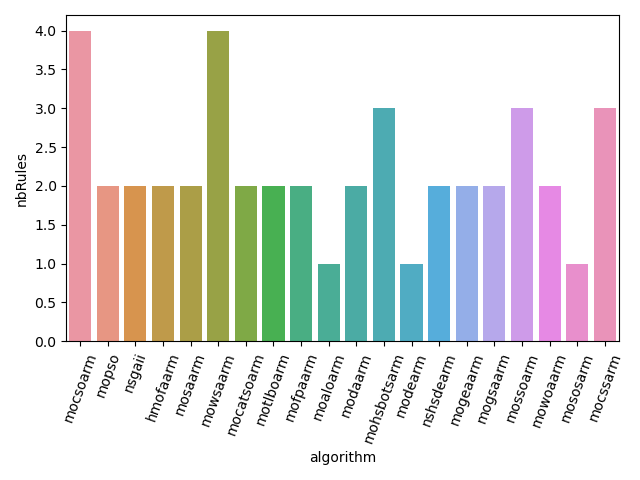 4.0
3.5
3.0
2.5
2.0
1.5
1.0
0.5
0.0
nbRules
mocsoarm
mopso
nsgaii
hmofaarm
mosaarm
mowsaarm
mocatsoarm
motlboarm
mofpaarm
moaloarm
modaarm
mohsbotsarm
modearm
nshsdearm
mogeaarm
mogsaarm
mossoarm
mowoaarm
mososarm
mocssarm
algorithm